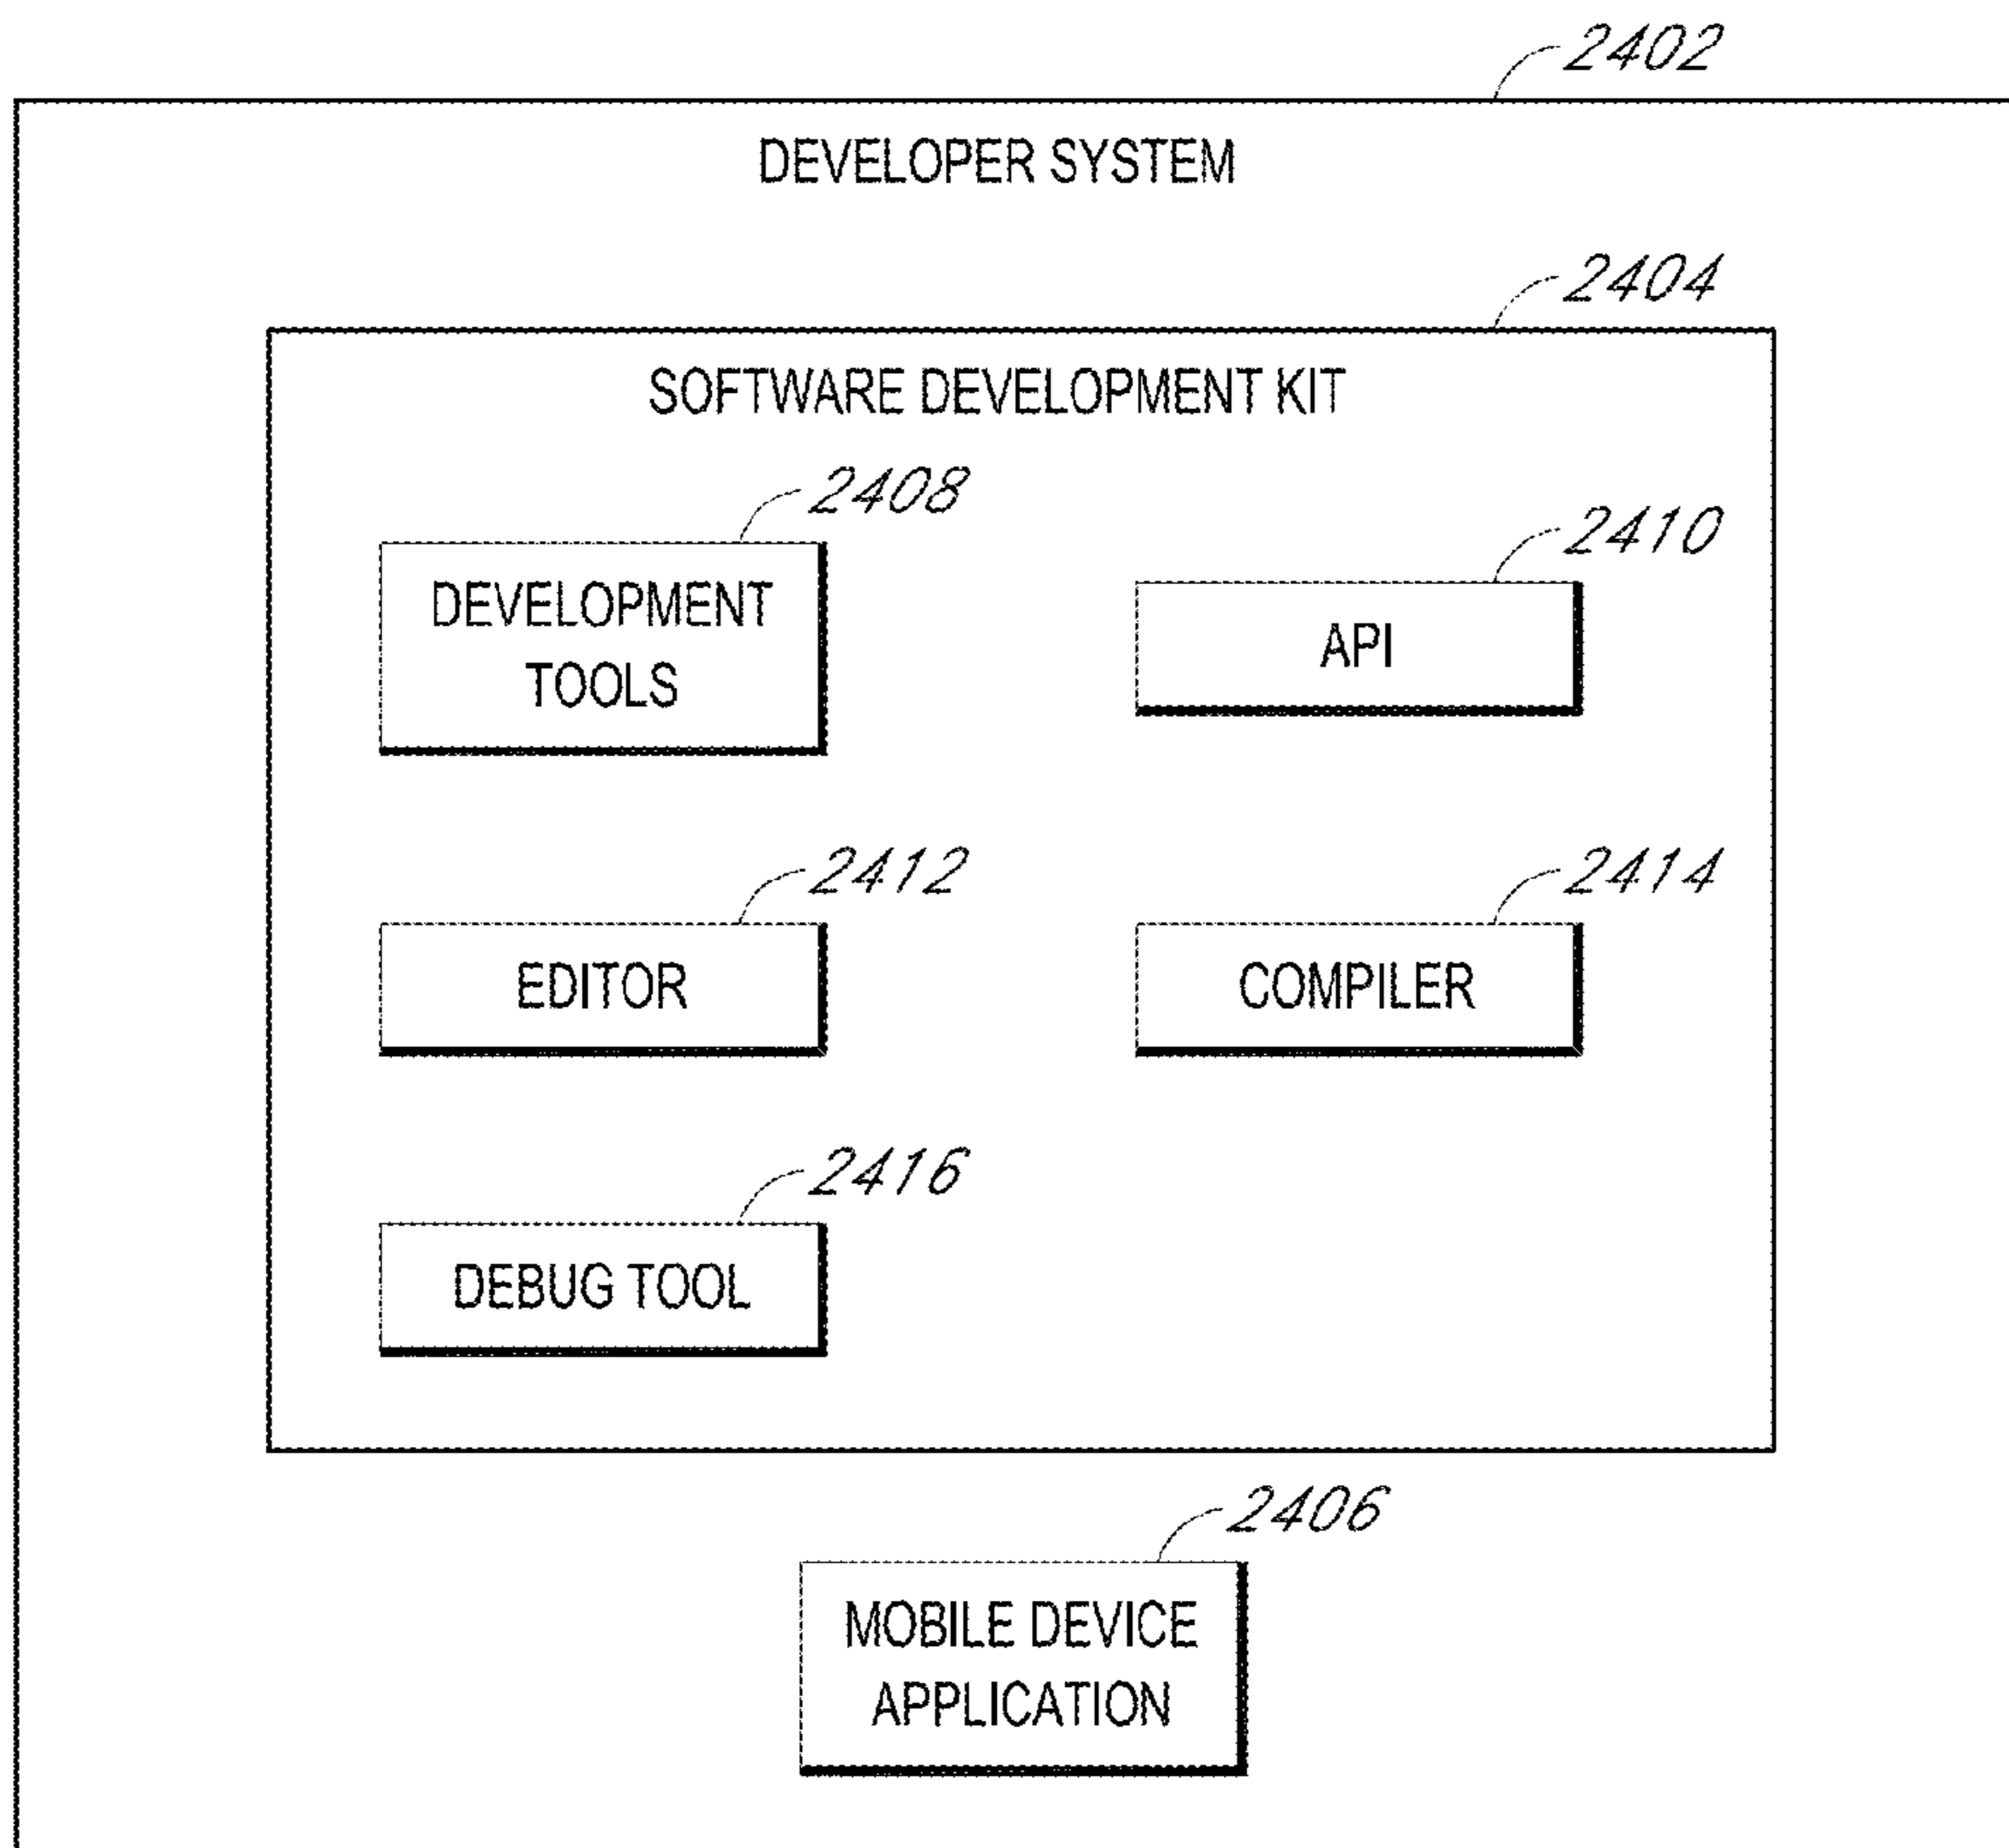 2402
DEVELOPER SYSTEM
2404
SOFTWARE DEVELOPMENT KIT
2408
DEVELOPMENT
TOOLS
2410
API
2412
EDITOR
2414
COMPILER
2416
DEBUG TOOL
2406
MOBILE DEVICE
APPLICATION